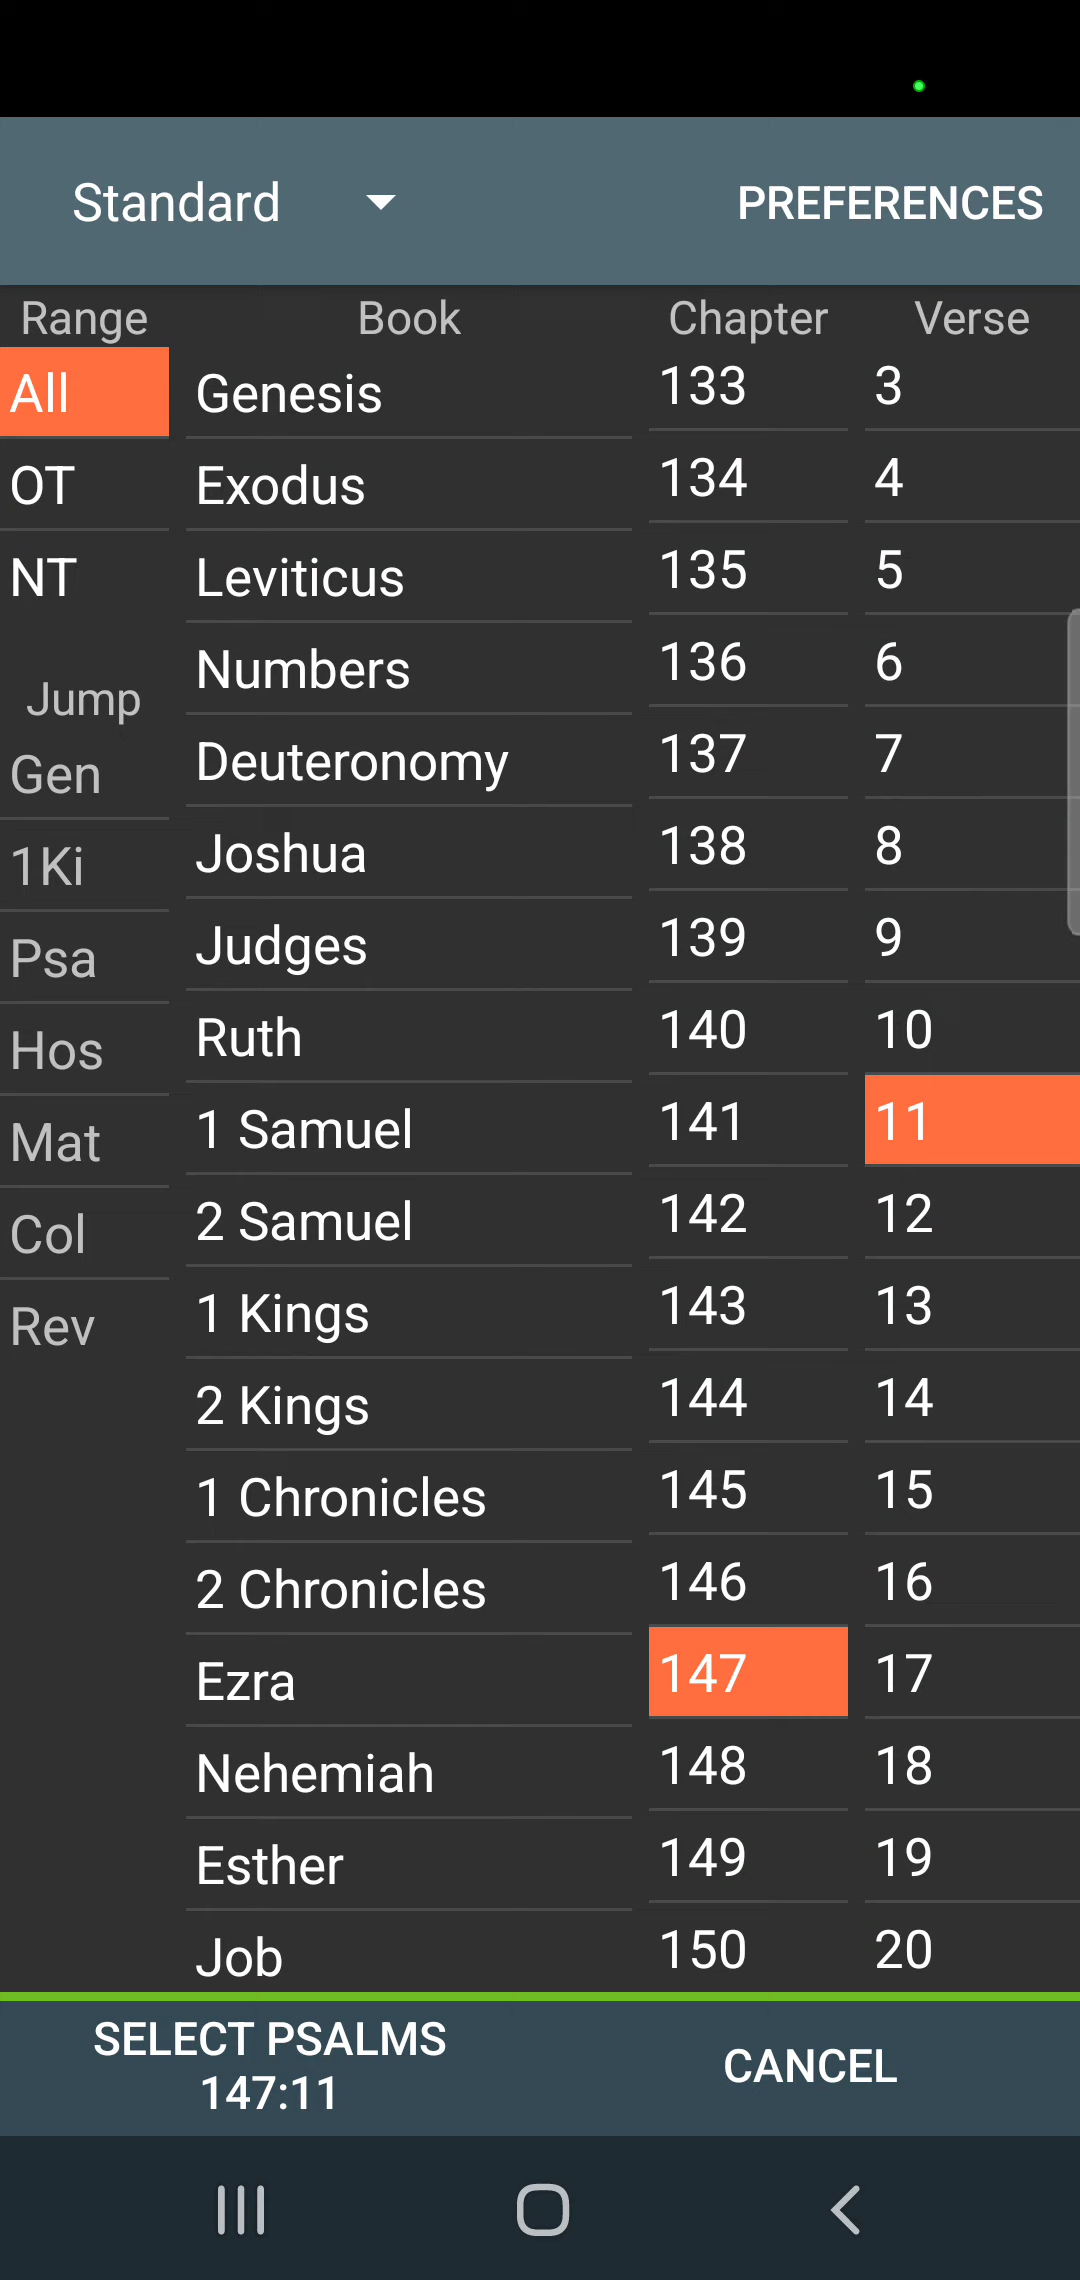 Standard
PREFERENCES
Range Book Chapter Verse
All Genesis 133 3
OT Exodus 134 4
NT Leviticus 135 5
Numbers 136 6
Jump
Deuteronomy 137 7
Gen
Joshua 138 8
1Ki
Judges 139 9
Psa
Ruth 140 10
Hos
1 Samuel 141 11
Mat
2 Samuel 142 12
Col
1 Kings 143 13
Rev
2 Kings 144 14
1 Chronicles 145 15
2 Chronicles 146 16
Ezra 147 17
Nehemiah 148 18
Esther 149 19
Job 150 20
SELECT PSALMS
147:11
CANCEL